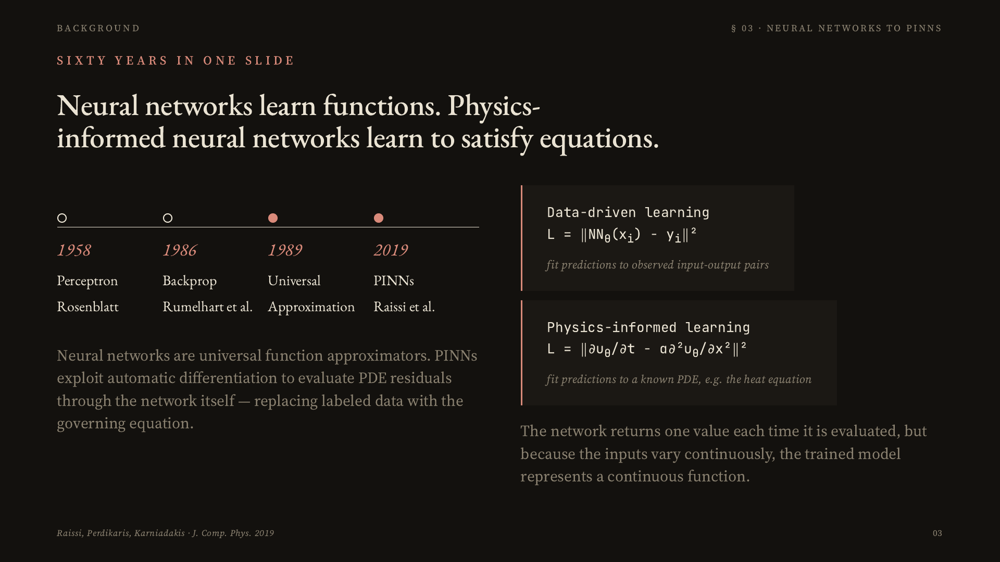 BACKGROUND
§ 03 · NEURAL NETWORKS TO PINNS
SIXTY YEARS IN ONE SLIDE
Neural networks learn functions. Physics-
informed neural networks learn to satisfy equations.
1958
Perceptron
Rosenblatt
1986
Backprop
Rumelhart et al.
1989
Universal
Approximation
2019
PINNs
Raissi et al.
Neural networks are universal function approximators. PINNs
exploit automatic differentiation to evaluate PDE residuals
through the network itself — replacing labeled data with the
governing equation.
Data-driven learning
L = ‖NNθ(xi) - yi‖²
fit predictions to observed input-output pairs
Physics-informed learning
L = ‖∂uθ/∂t - α∂²uθ/∂x²‖²
fit predictions to a known PDE, e.g. the heat equation
The network returns one value each time it is evaluated, but
because the inputs vary continuously, the trained model
represents a continuous function.
Raissi, Perdikaris, Karniadakis · J. Comp. Phys. 2019
03